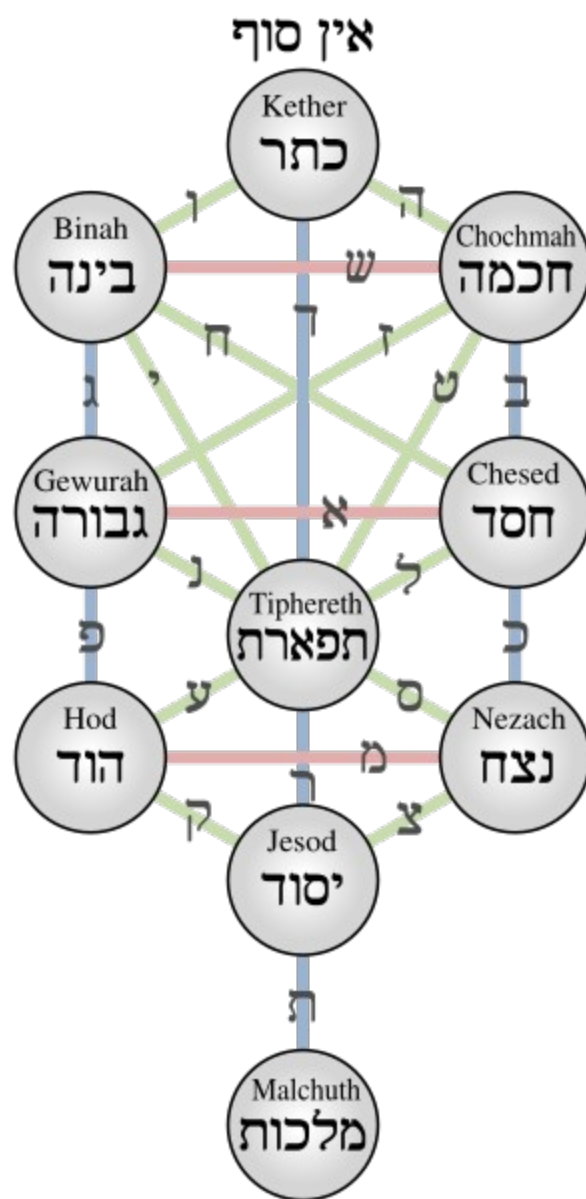 אין סוף
Kether
כתר
ו
ה
Binah
בינה
Chochmah
חכמה
ש
ד
ח
ז
ג
י
ט
ב
Gewurah
גבורה
Chesed
חסד
א
נ
ל
Tiphereth
תפארת
פ
כ
ע
ס
Hod
הוד
Nezach
נצח
מ
ר
ק
צ
Jesod
יסוד
ת
Malchuth
מלכות